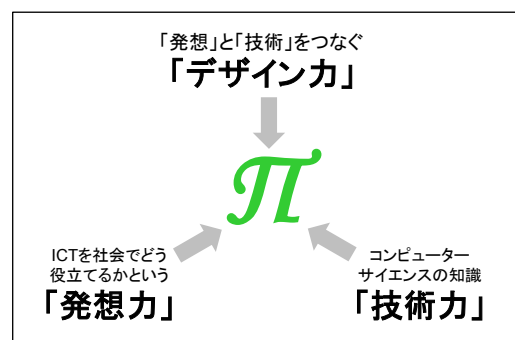 「発想」と「技術」をつなぐ
「デザイン力」
π
ICTを社会でどう
役立てるかという
「発想力」
コンピューター
サイエンスの知識
「技術力」